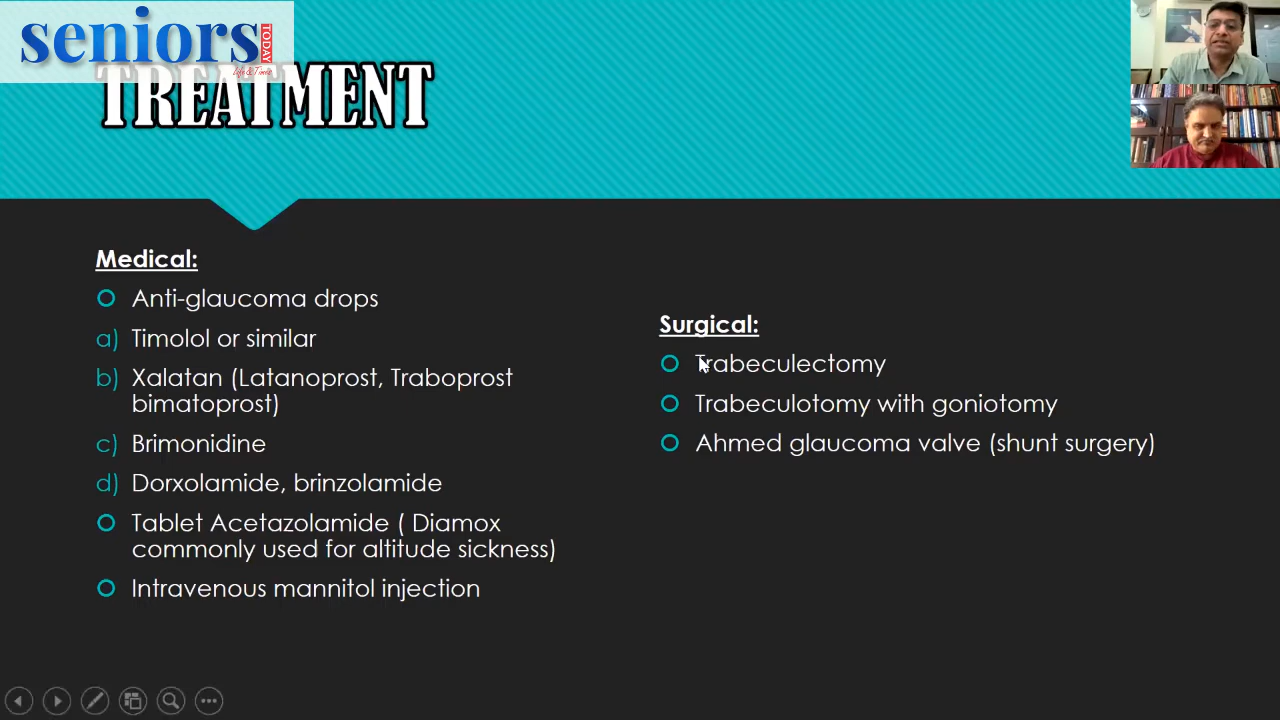 seniors
TODAY
Life & Times
TREATMENT
Medical:
Anti-glaucoma drops
a) Timolol or similar
b) Xalatan (Latanoprost, Traboprost
bimatoprost)
c) Brimonidine
d) Dorxolamide, brinzolamide
Tablet Acetazolamide ( Diamox
commonly used for altitude sickness)
Intravenous mannitol injection
Surgical:
Trabeculectomy
Trabeculotomy with goniotomy
Ahmed glaucoma valve (shunt surgery)